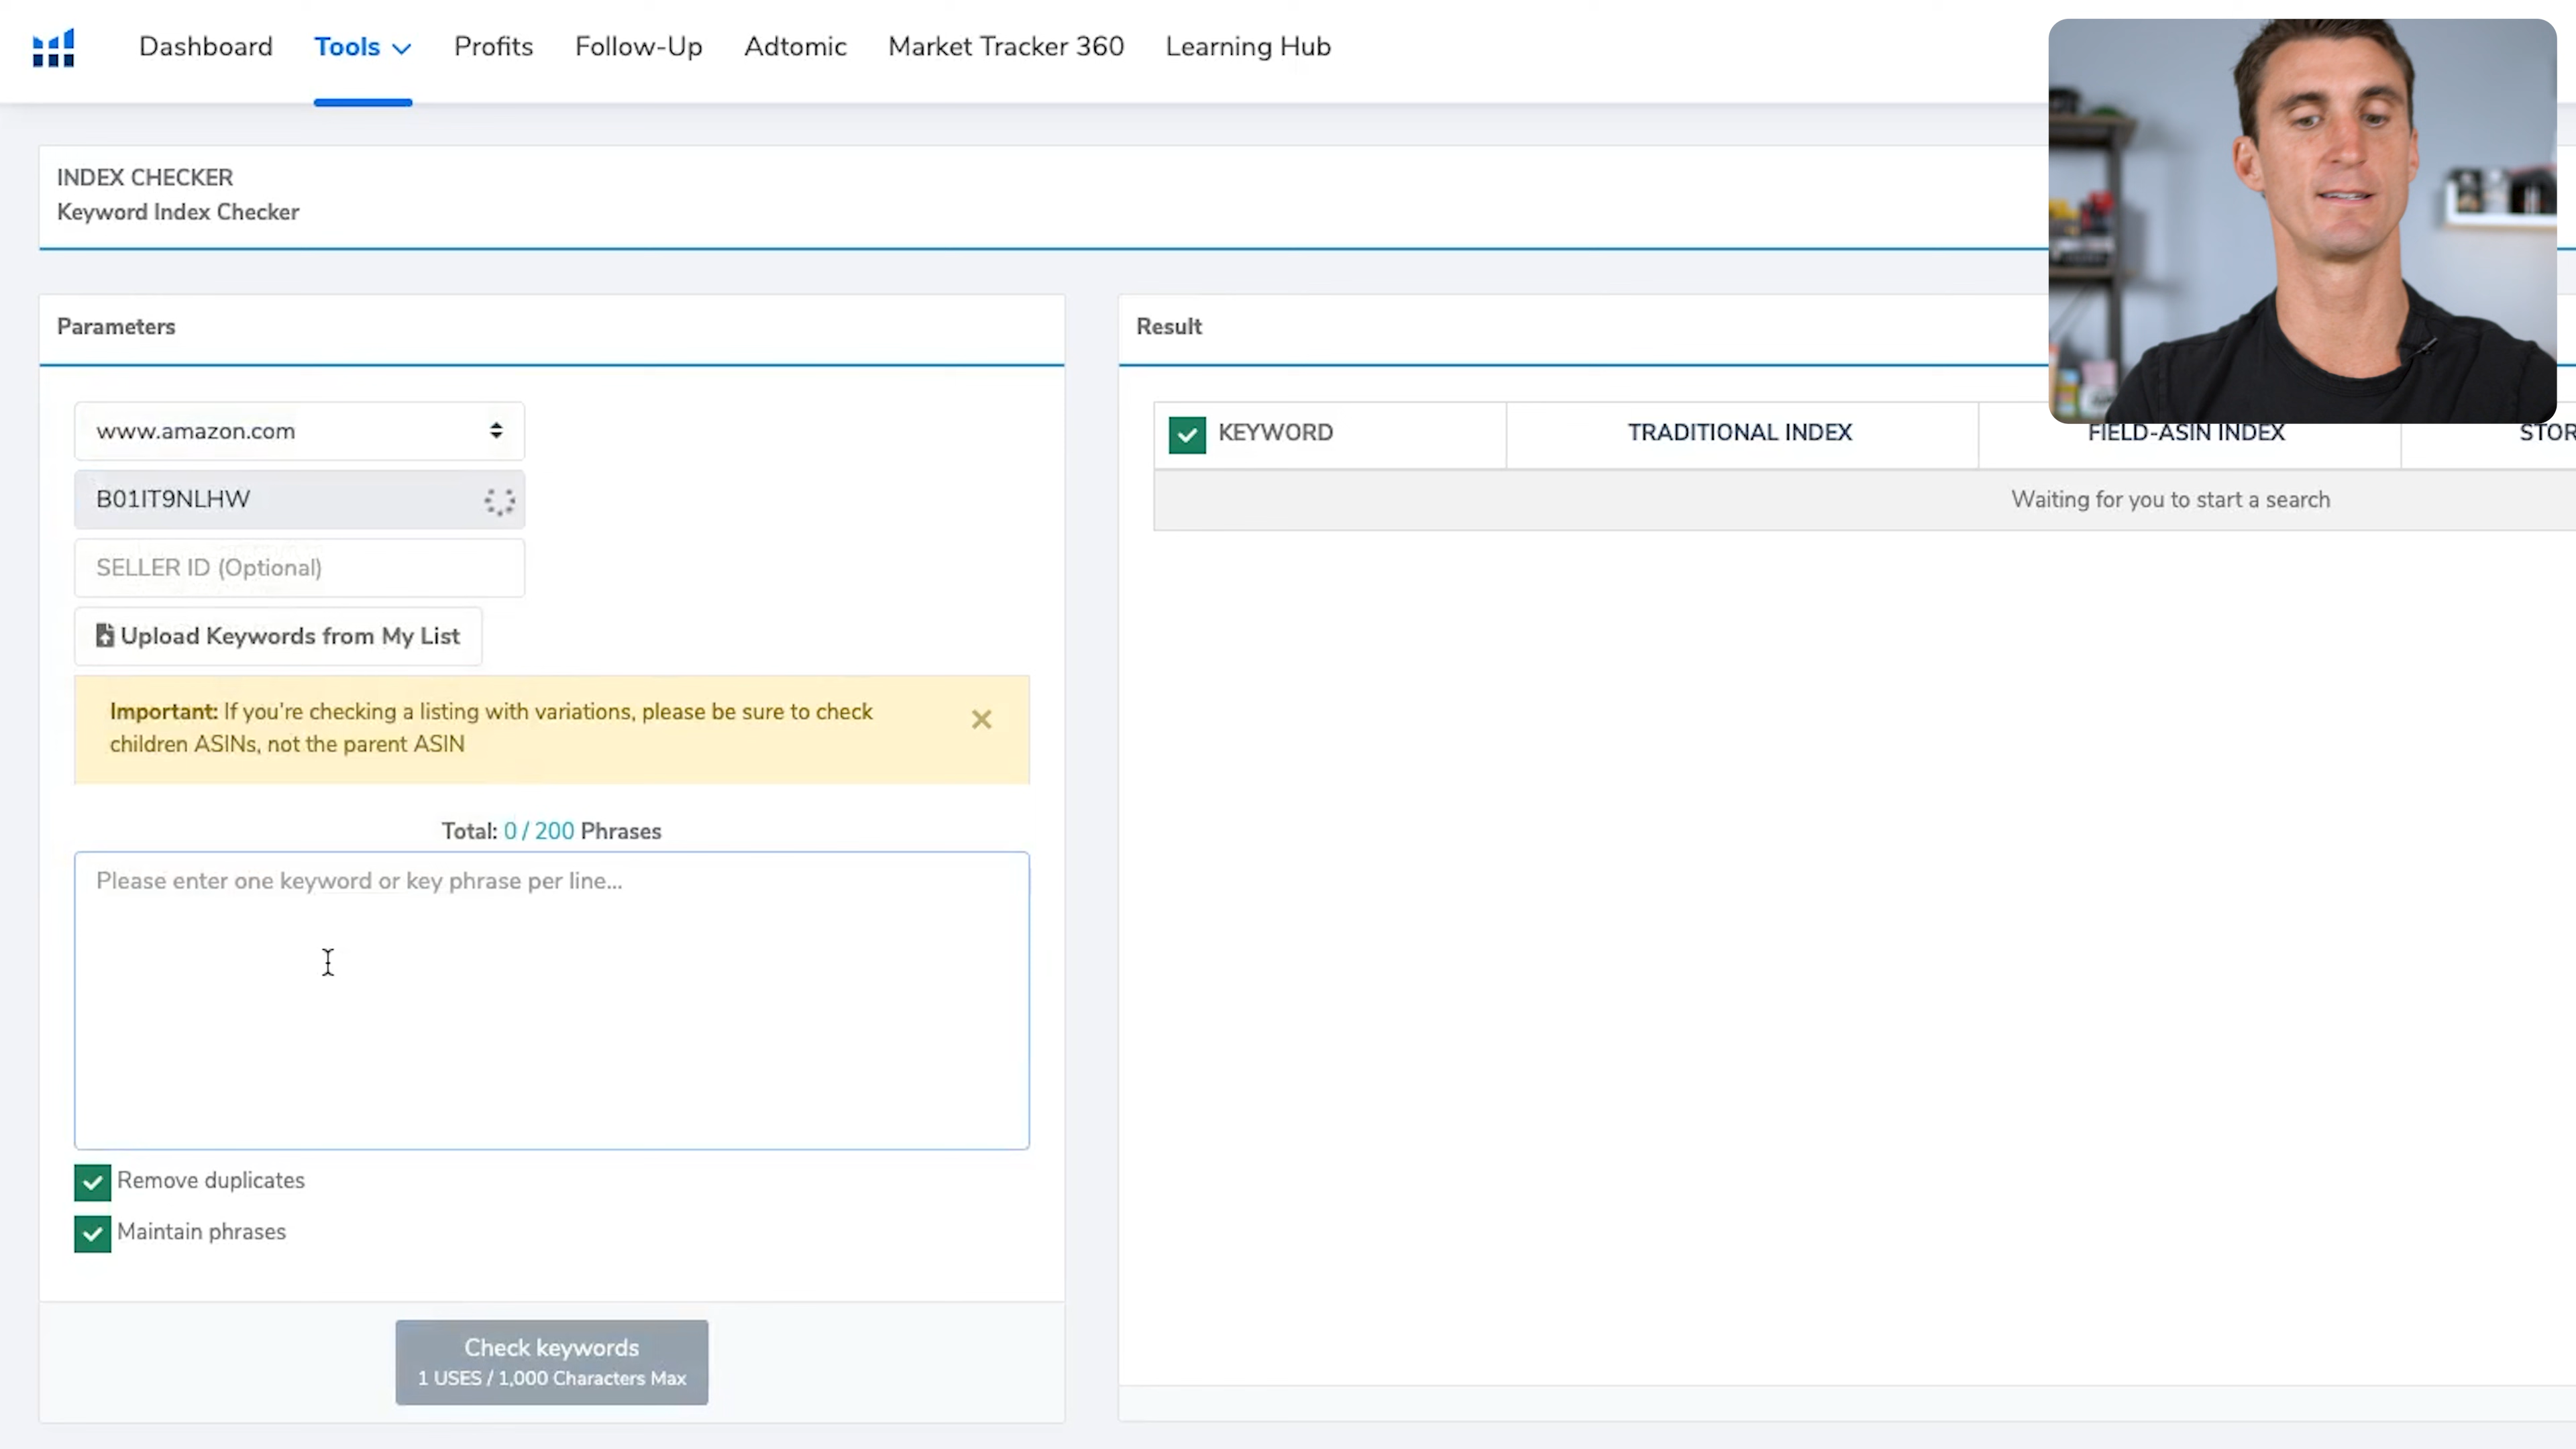 Dashboard Tools Profits Follow-Up Adtomic Market Tracker 360 Learning Hub
INDEX CHECKER
Keyword Index Checker
Parameters
Result
www.amazon.com
KEYWORD TRADITIONAL INDEX FIELD-ASIN INDEX STOR
B01IT9NLHW
Waiting for you to start a search
SELLER ID (Optional)
Upload Keywords from My List
Important: If you're checking a listing with variations, please be sure to check
children ASINs, not the parent ASIN
Total: 0 / 200 Phrases
Please enter one keyword or key phrase per line...
Remove duplicates
Maintain phrases
Check keywords
1 USES / 1,000 Characters Max